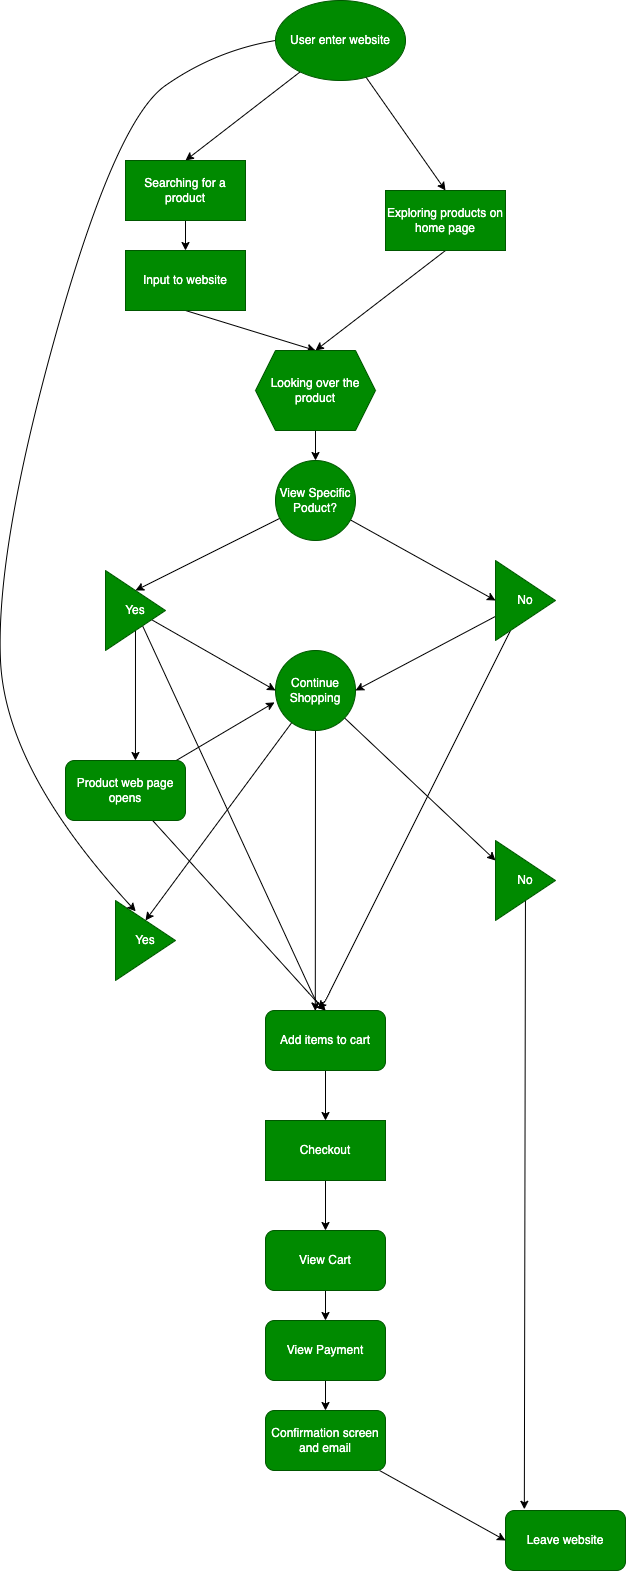 User enter website
Searching for a
product
Exploring products on
home page
Input to website
Looking over the
product
View Specific
Poduct?
Yes
No
Continue
Shopping
Product web page
opens
No
Yes
Add items to cart
Checkout
View Cart
View Payment
Confirmation screen
and email
Leave website